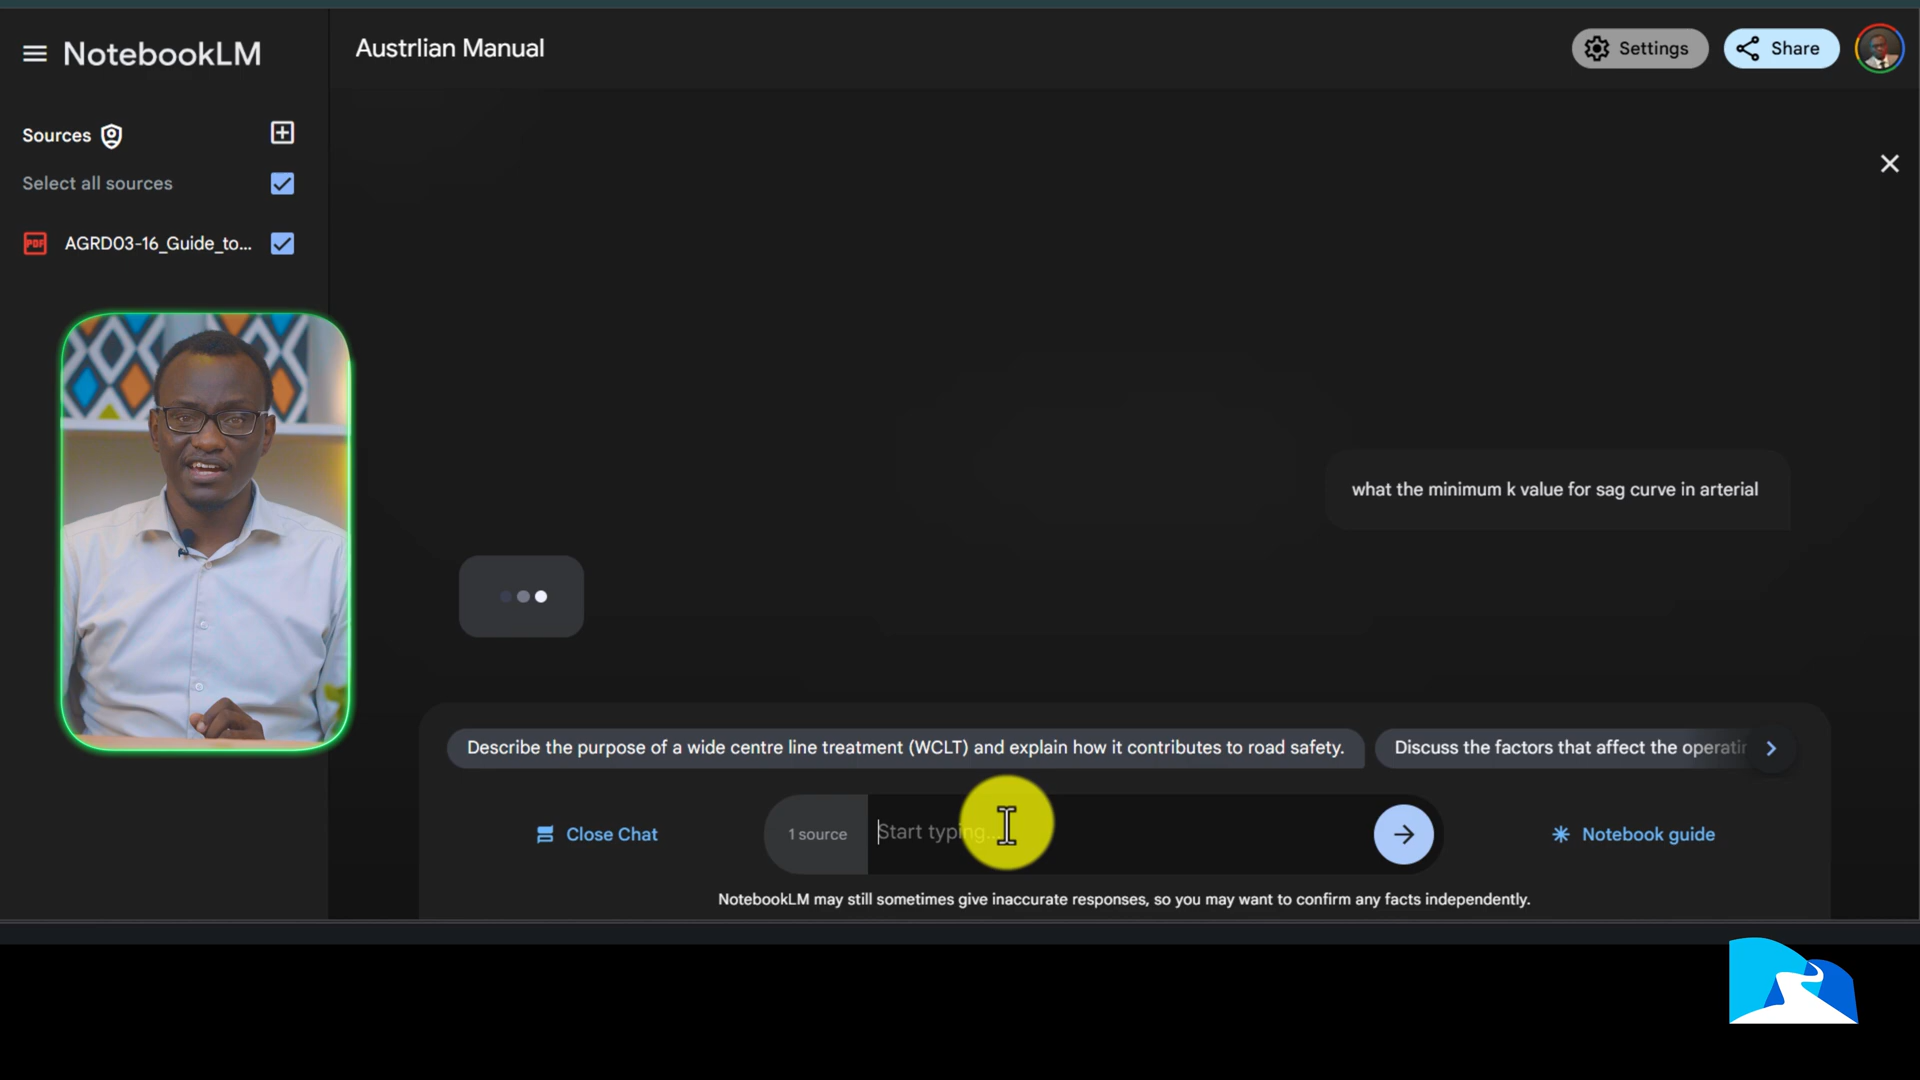 NotebookLM
Austrlian Manual
Settings
Share
Sources
Select all sources
PDF
AGRD03-16_Guide_to...
what the minimum k value for sag curve in arterial
Describe the purpose of a wide centre line treatment (WCLT) and explain how it contributes to road safety.
Discuss the factors that affect the operatin
Close Chat
1 source
Start typing...
Notebook guide
NotebookLM may still sometimes give inaccurate responses, so you may want to confirm any facts independently.